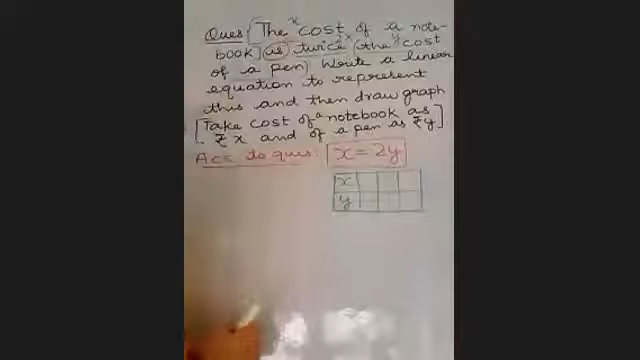 Ques: The x cost of a note-
book is twice 2x the y cost
of a pen. Write a linear
equation to represent
this and then draw graph
[Take cost of a notebook as
₹ x and of a pen as ₹ y]
Acc to ques: x = 2y
x
y